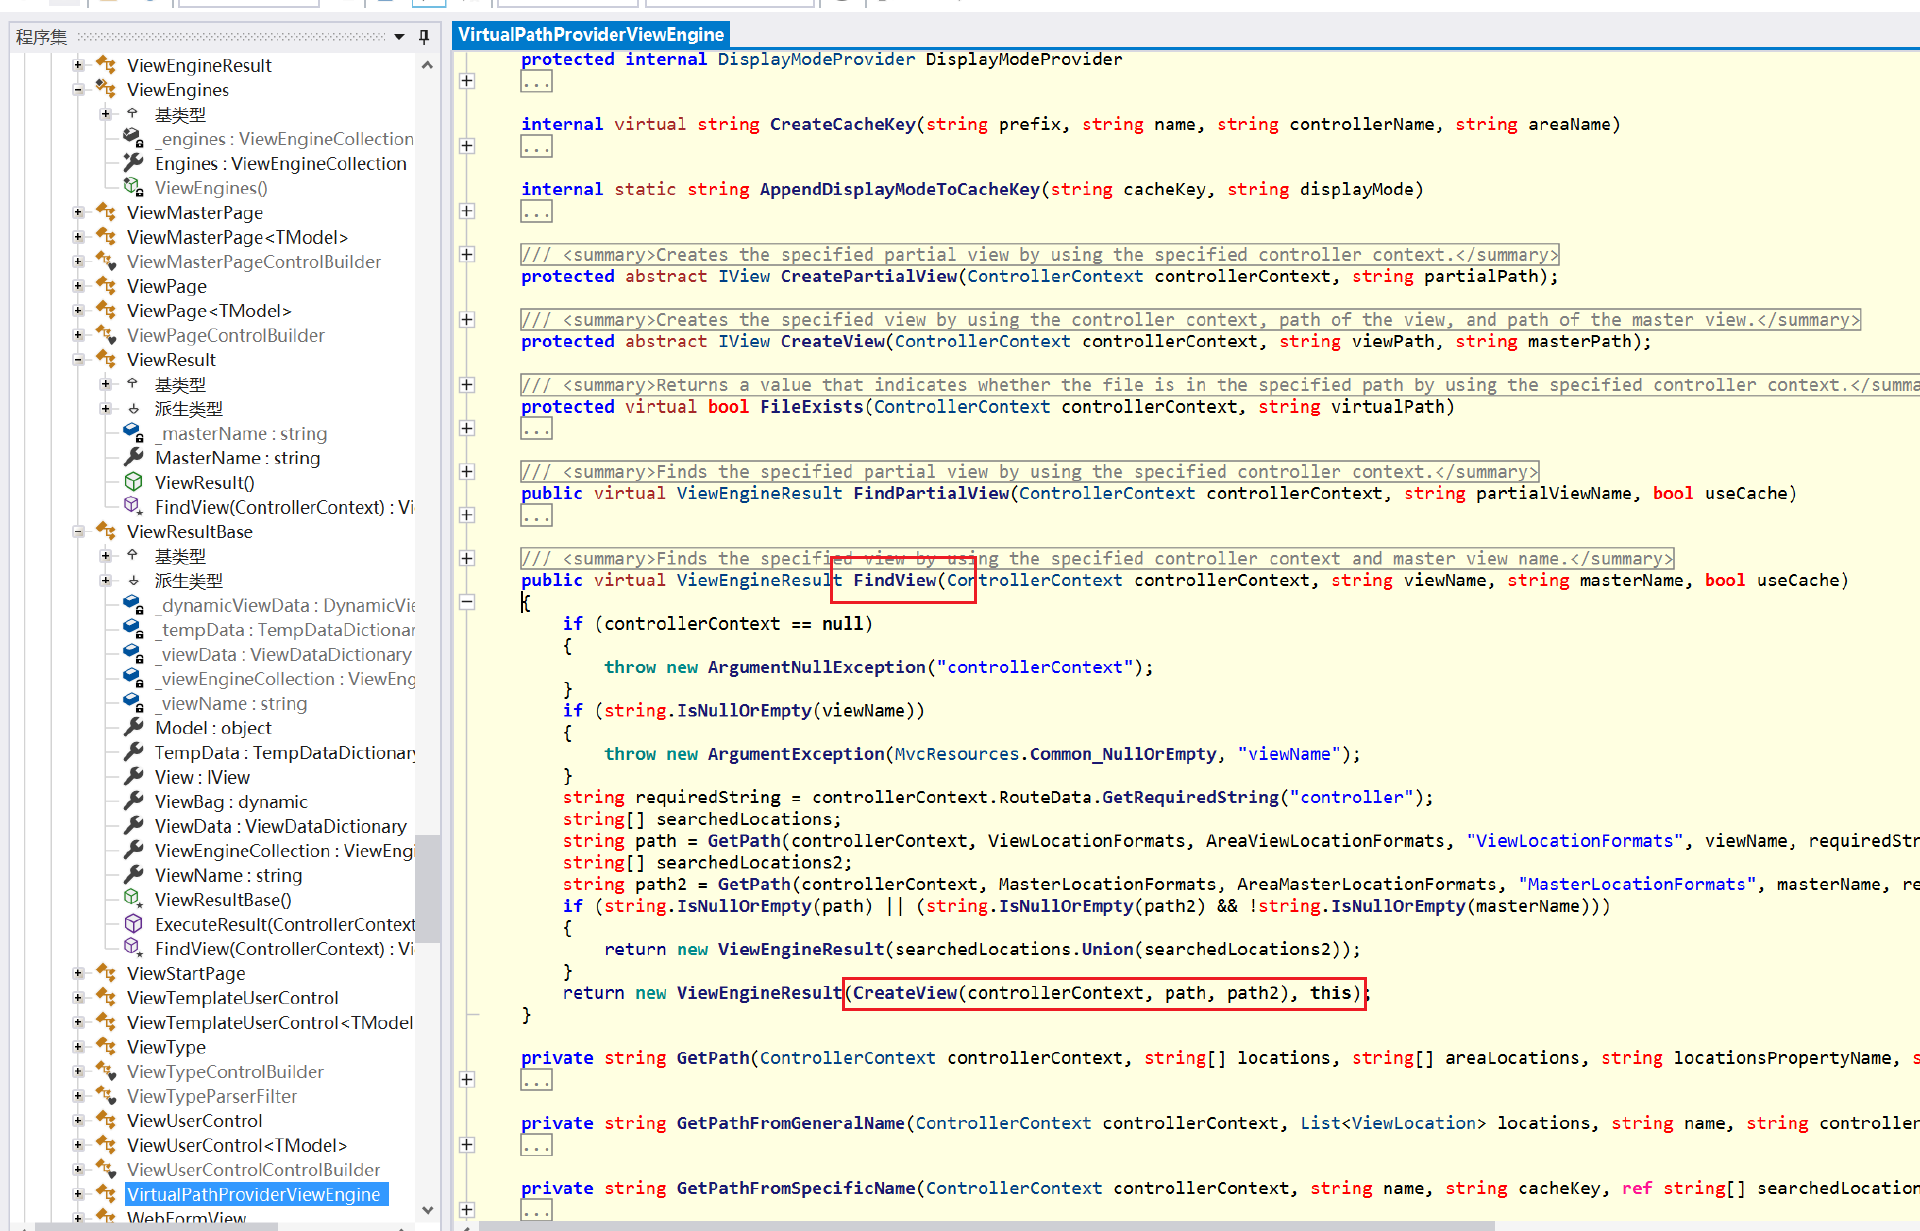 程序集
ViewEngineResult
ViewEngines
基类型
_engines : ViewEngineCollection
Engines : ViewEngineCollection
ViewEngines()
ViewMasterPage
ViewMasterPage<TModel>
ViewMasterPageControlBuilder
ViewPage
ViewPage<TModel>
ViewPageControlBuilder
ViewResult
基类型
派生类型
_masterName : string
MasterName : string
ViewResult()
FindView(ControllerContext) : Vi
ViewResultBase
基类型
派生类型
_dynamicViewData : DynamicVie
_tempData : TempDataDictionar
_viewData : ViewDataDictionary
_viewEngineCollection : ViewEng
_viewName : string
Model : object
TempData : TempDataDictionary
View : IView
ViewBag : dynamic
ViewData : ViewDataDictionary
ViewEngineCollection : ViewEngi
ViewName : string
ViewResultBase()
ExecuteResult(ControllerContext
FindView(ControllerContext) : Vi
ViewStartPage
ViewTemplateUserControl
ViewTemplateUserControl<TModel
ViewType
ViewTypeControlBuilder
ViewTypeParserFilter
ViewUserControl
ViewUserControl<TModel>
ViewUserControlControlBuilder
VirtualPathProviderViewEngine
WebFormView
VirtualPathProviderViewEngine
protected internal DisplayModeProvider DisplayModeProvider
...
internal virtual string CreateCacheKey(string prefix, string name, string controllerName, string areaName)
...
internal static string AppendDisplayModeToCacheKey(string cacheKey, string displayMode)
...
/// <summary>Creates the specified partial view by using the specified controller context.</summary>
protected abstract IView CreatePartialView(ControllerContext controllerContext, string partialPath);
/// <summary>Creates the specified view by using the controller context, path of the view, and path of the master view.</summary>
protected abstract IView CreateView(ControllerContext controllerContext, string viewPath, string masterPath);
/// <summary>Returns a value that indicates whether the file is in the specified path by using the specified controller context.</summa
protected virtual bool FileExists(ControllerContext controllerContext, string virtualPath)
...
/// <summary>Finds the specified partial view by using the specified controller context.</summary>
public virtual ViewEngineResult FindPartialView(ControllerContext controllerContext, string partialViewName, bool useCache)
...
/// <summary>Finds the specified view by using the specified controller context and master view name.</summary>
public virtual ViewEngineResult FindView(ControllerContext controllerContext, string viewName, string masterName, bool useCache)
{
if (controllerContext == null)
{
throw new ArgumentNullException("controllerContext");
}
if (string.IsNullOrEmpty(viewName))
{
throw new ArgumentException(MvcResources.Common_NullOrEmpty, "viewName");
}
string requiredString = controllerContext.RouteData.GetRequiredString("controller");
string[] searchedLocations;
string path = GetPath(controllerContext, ViewLocationFormats, AreaViewLocationFormats, "ViewLocationFormats", viewName, requiredStr
string[] searchedLocations2;
string path2 = GetPath(controllerContext, MasterLocationFormats, AreaMasterLocationFormats, "MasterLocationFormats", masterName, re
if (string.IsNullOrEmpty(path) || (string.IsNullOrEmpty(path2) && !string.IsNullOrEmpty(masterName)))
{
return new ViewEngineResult(searchedLocations.Union(searchedLocations2));
}
return new ViewEngineResult(CreateView(controllerContext, path, path2), this);
}
private string GetPath(ControllerContext controllerContext, string[] locations, string[] areaLocations, string locationsPropertyName, s
...
private string GetPathFromGeneralName(ControllerContext controllerContext, List<ViewLocation> locations, string name, string controller
...
private string GetPathFromSpecificName(ControllerContext controllerContext, string name, string cacheKey, ref string[] searchedLocation
...